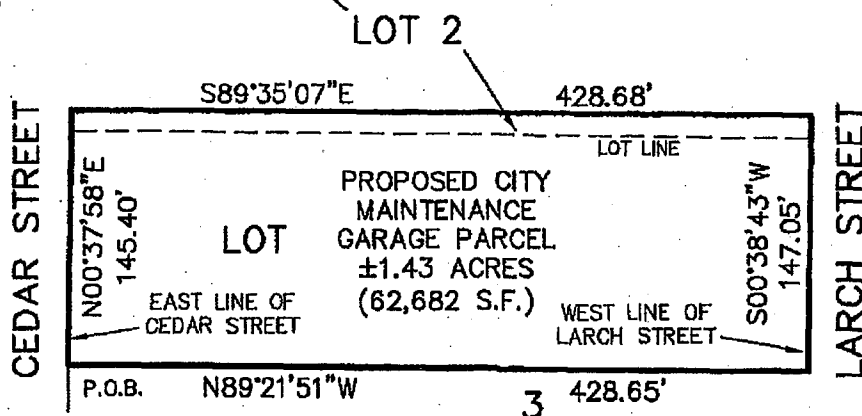 LOT 2
S89°35'07"E 428.68'
LOT LINE
CEDAR STREET
N00°37'58"E
145.40'
LOT
PROPOSED CITY
MAINTENANCE
GARAGE PARCEL
±1.43 ACRES
(62,682 S.F.)
S00°38'43"W
147.05'
LARCH STREET
EAST LINE OF
CEDAR STREET
WEST LINE OF
LARCH STREET
P.O.B. N89°21'51"W 3 428.65'